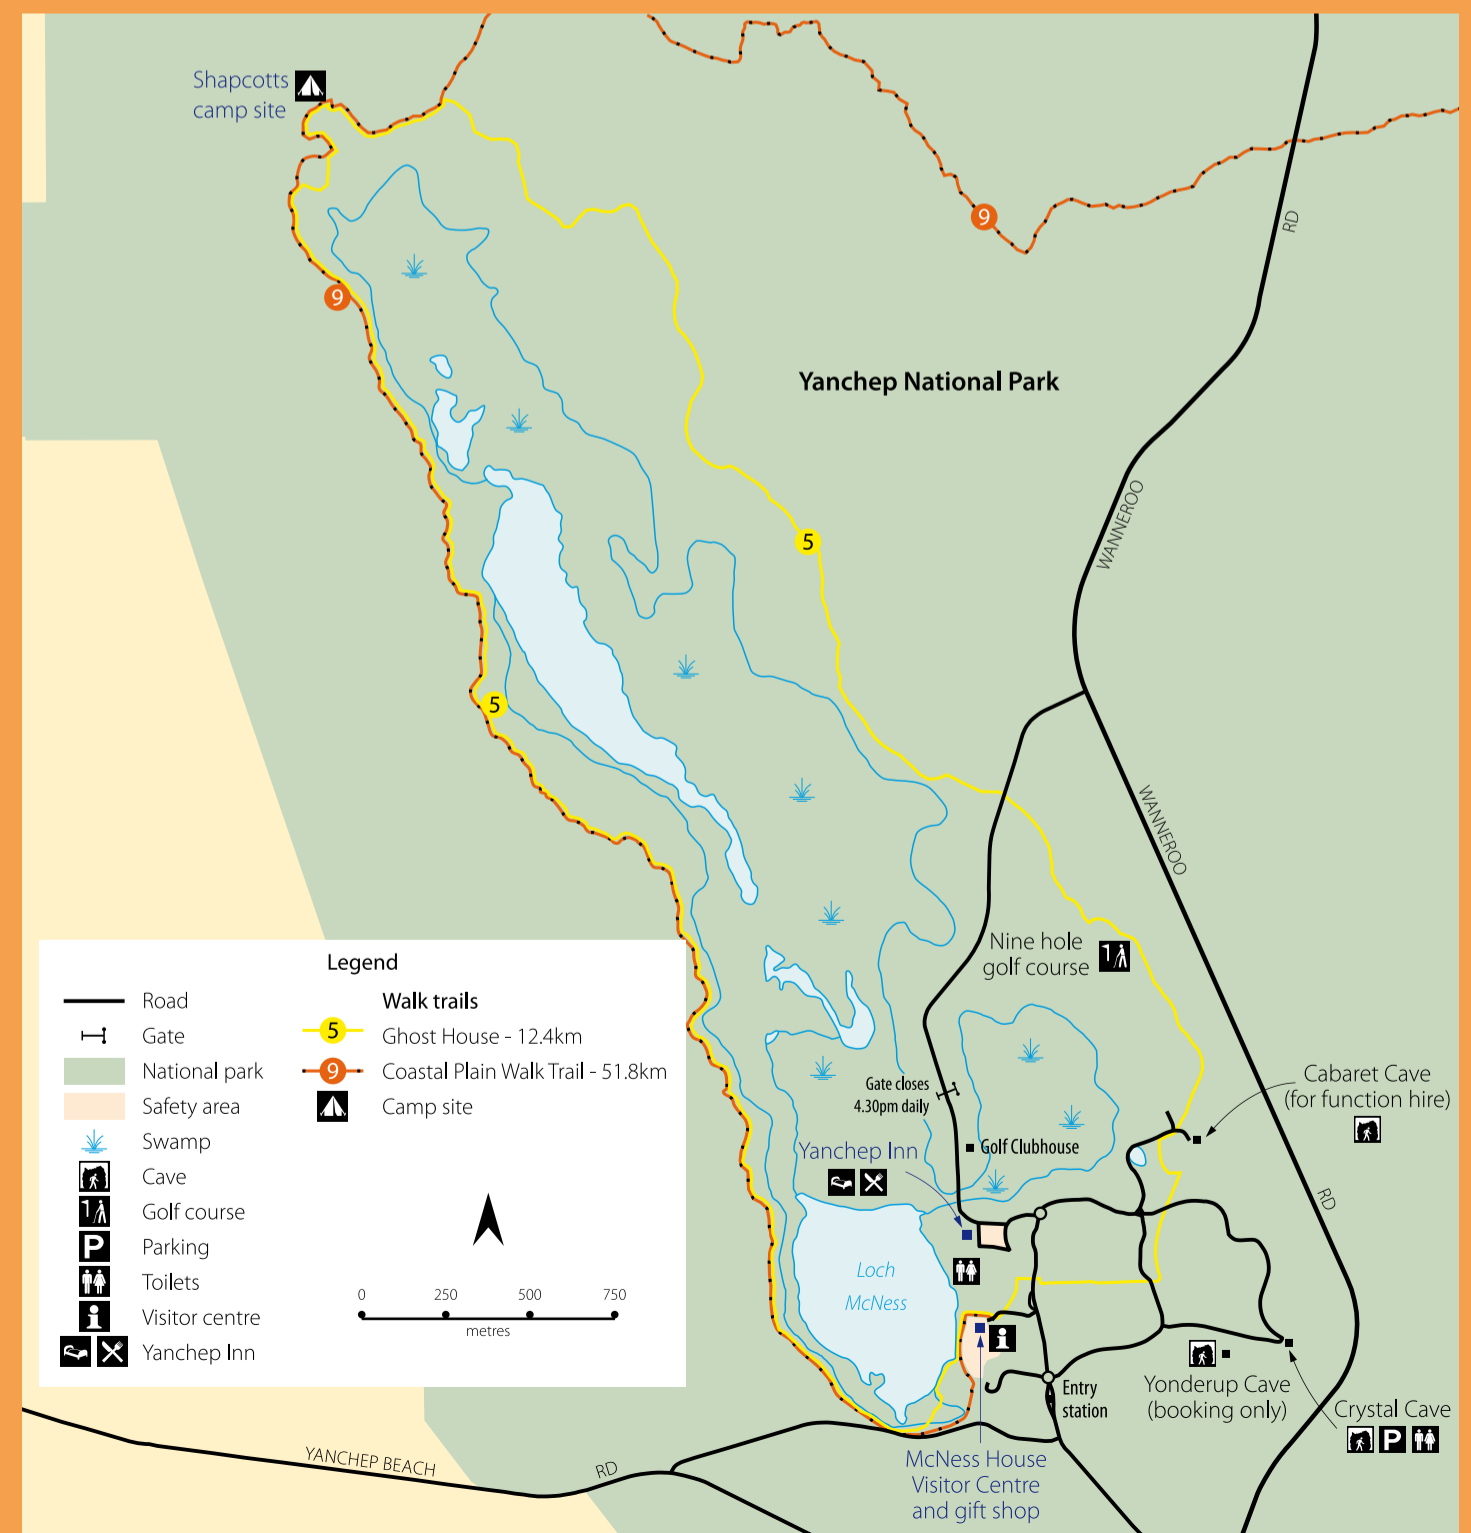 Shapcotts
camp site
9
RD
9
Yanchep National Park
WANNEROO
5
5
WANNEROO
Nine hole
golf course
Legend
Road
Gate
National park
Safety area
Swamp
Cave
Golf course
P
Parking
Toilets
Visitor centre
Yanchep Inn
Walk trails
5
Ghost House - 12.4km
9
Coastal Plain Walk Trail - 51.8km
Camp site
0 250 500 750
metres
Gate closes
4.30pm daily
Golf Clubhouse
Yanchep Inn
Cabaret Cave
(for function hire)
RD
Loch
McNess
Entry
station
Yonderup Cave
(booking only)
Crystal Cave
P
McNess House
Visitor Centre
and gift shop
YANCHEP BEACH
RD